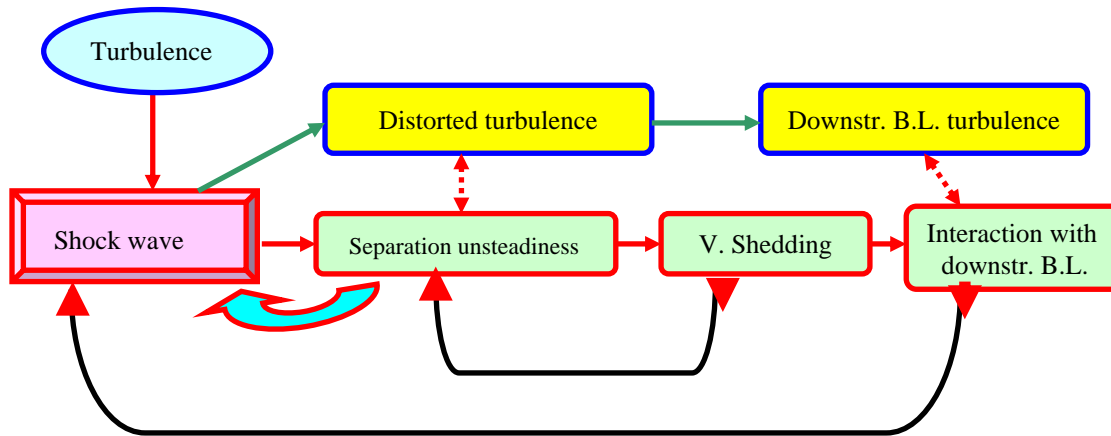 Turbulence
Distorted turbulence
Downstr. B.L. turbulence
Shock wave
Separation unsteadiness
V. Shedding
Interaction with
downstr. B.L.